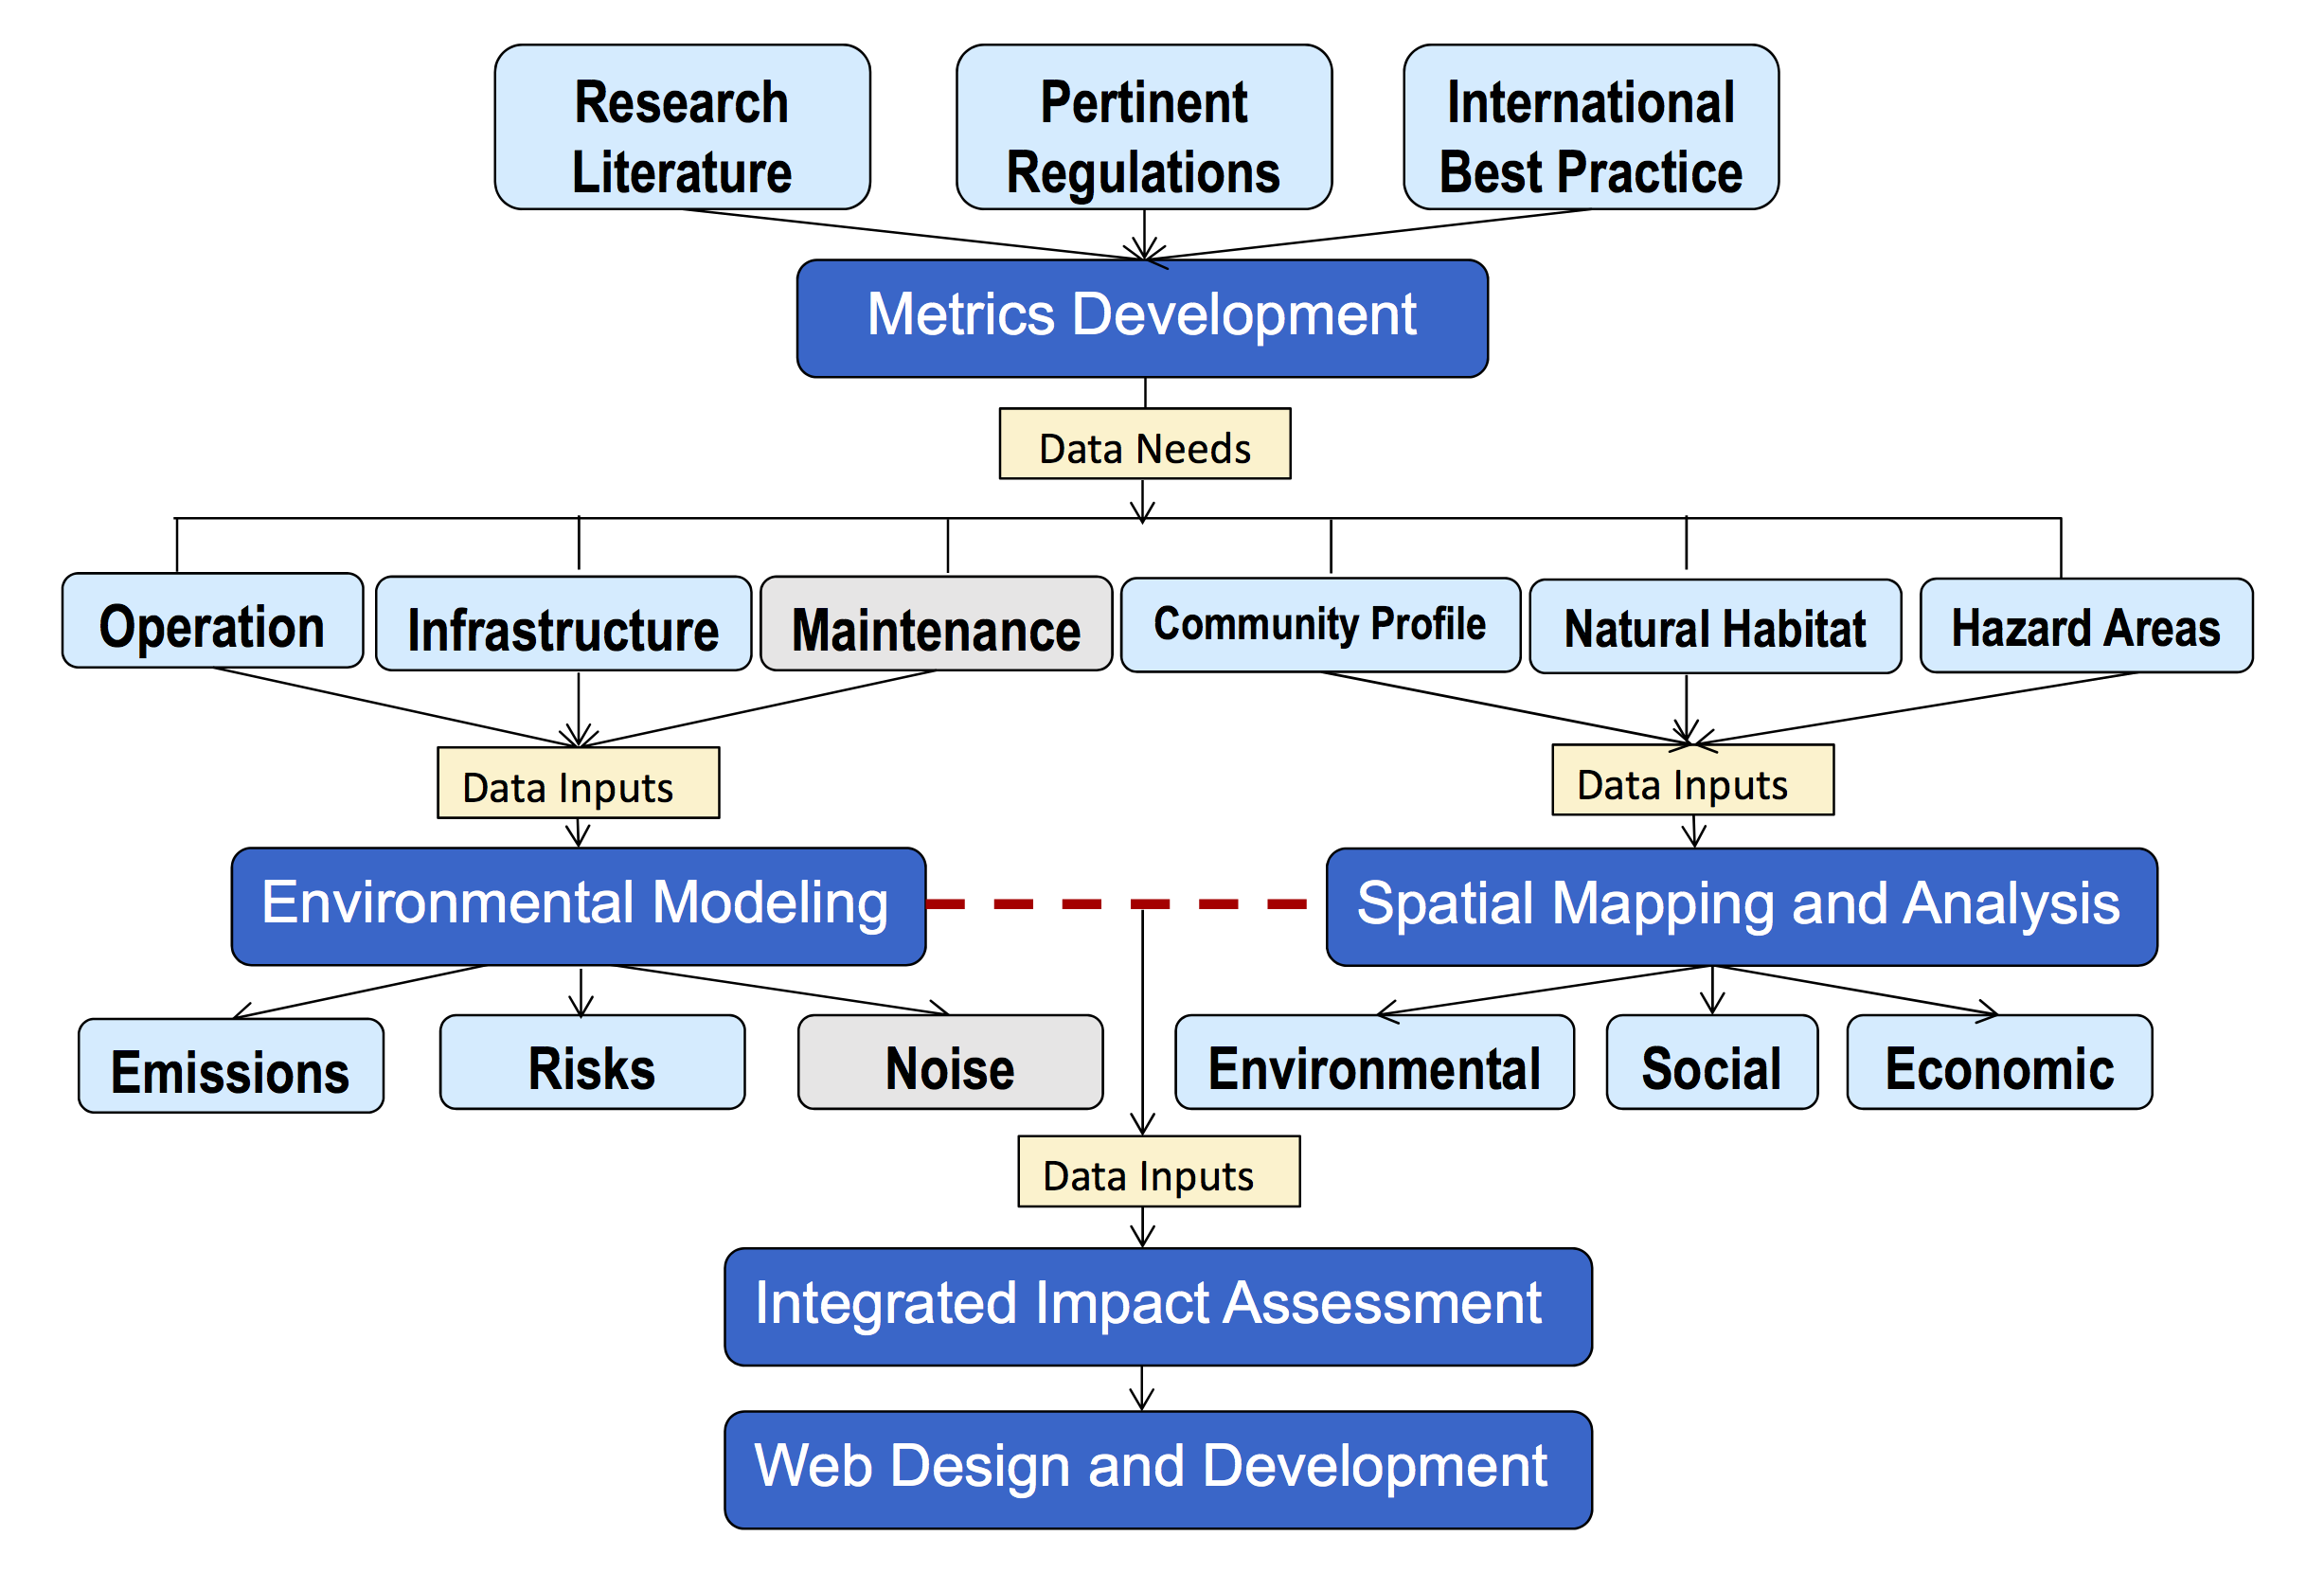 Research
Literature
Pertinent
Regulations
International
Best Practice
Metrics Development
Data Needs
Operation
Infrastructure
Maintenance
Community Profile
Natural Habitat
Hazard Areas
Data Inputs
Data Inputs
Environmental Modeling
Spatial Mapping and Analysis
Emissions
Risks
Noise
Environmental
Social
Economic
Data Inputs
Integrated Impact Assessment
Web Design and Development